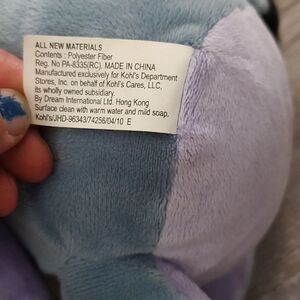 ALL NEW MATERIALS
Contents : Polyester Fiber
Reg. No PA-8335(RC). MADE IN CHINA
Manufactured exclusively for Kohl's Department
Stores, Inc. on behalf of Kohl's Cares, LLC,
its wholly owned subsidiary.
By Dream International Ltd. Hong Kong
Surface clean with warm water and mild soap.
Kohl's/JHD-96343/74256/04/10 E